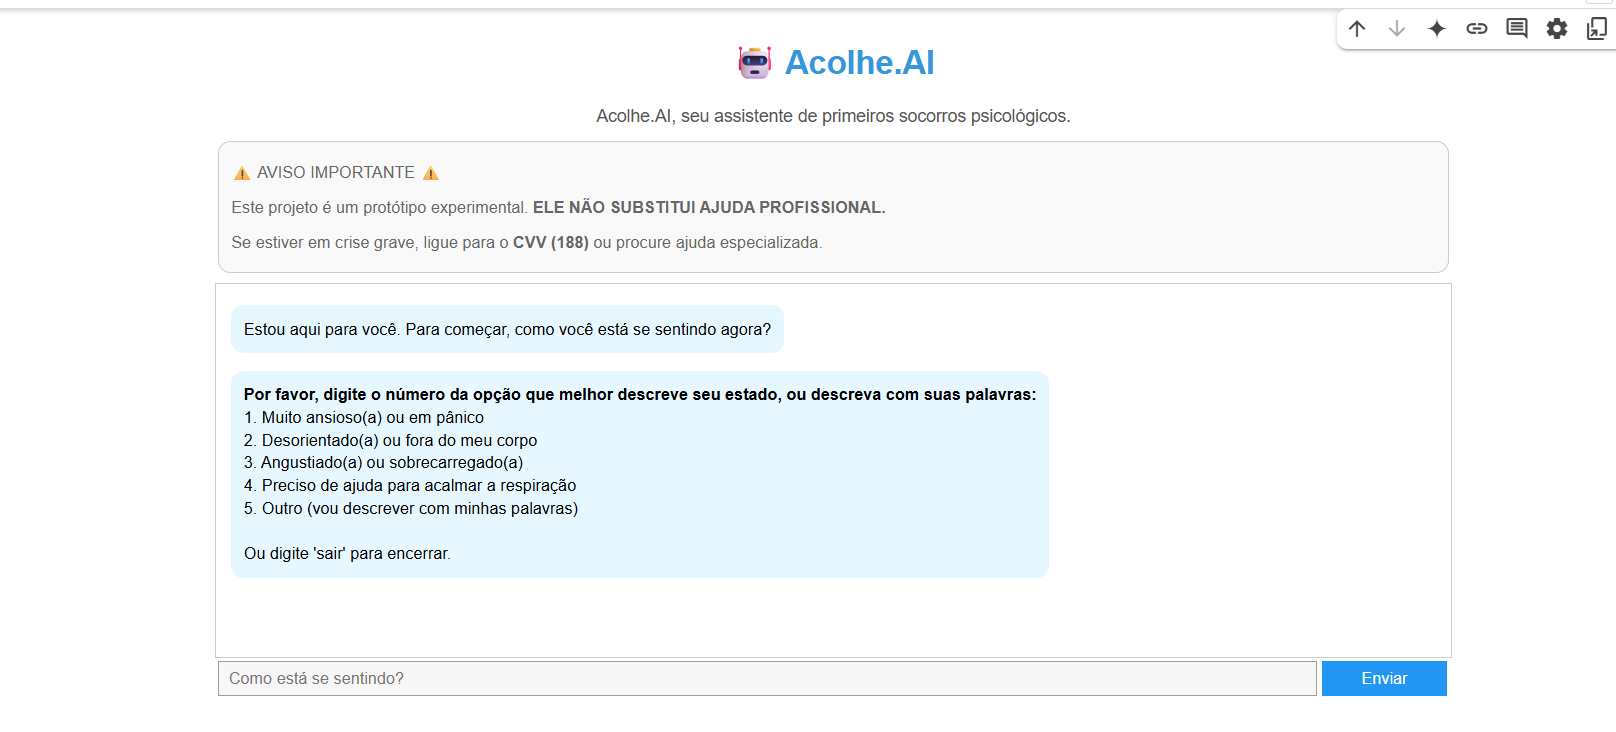 Acolhe.AI
Acolhe.AI, seu assistente de primeiros socorros psicológicos.
⚠️ AVISO IMPORTANTE ⚠️
Este projeto é um protótipo experimental. ELE NÃO SUBSTITUI AJUDA PROFISSIONAL.
Se estiver em crise grave, ligue para o CVV (188) ou procure ajuda especializada.
Estou aqui para você. Para começar, como você está se sentindo agora?
Por favor, digite o número da opção que melhor descreve seu estado, ou descreva com suas palavras:
1. Muito ansioso(a) ou em pânico
2. Desorientado(a) ou fora do meu corpo
3. Angustiado(a) ou sobrecarregado(a)
4. Preciso de ajuda para acalmar a respiração
5. Outro (vou descrever com minhas palavras)
Ou digite 'sair' para encerrar.
Como está se sentindo?
Enviar